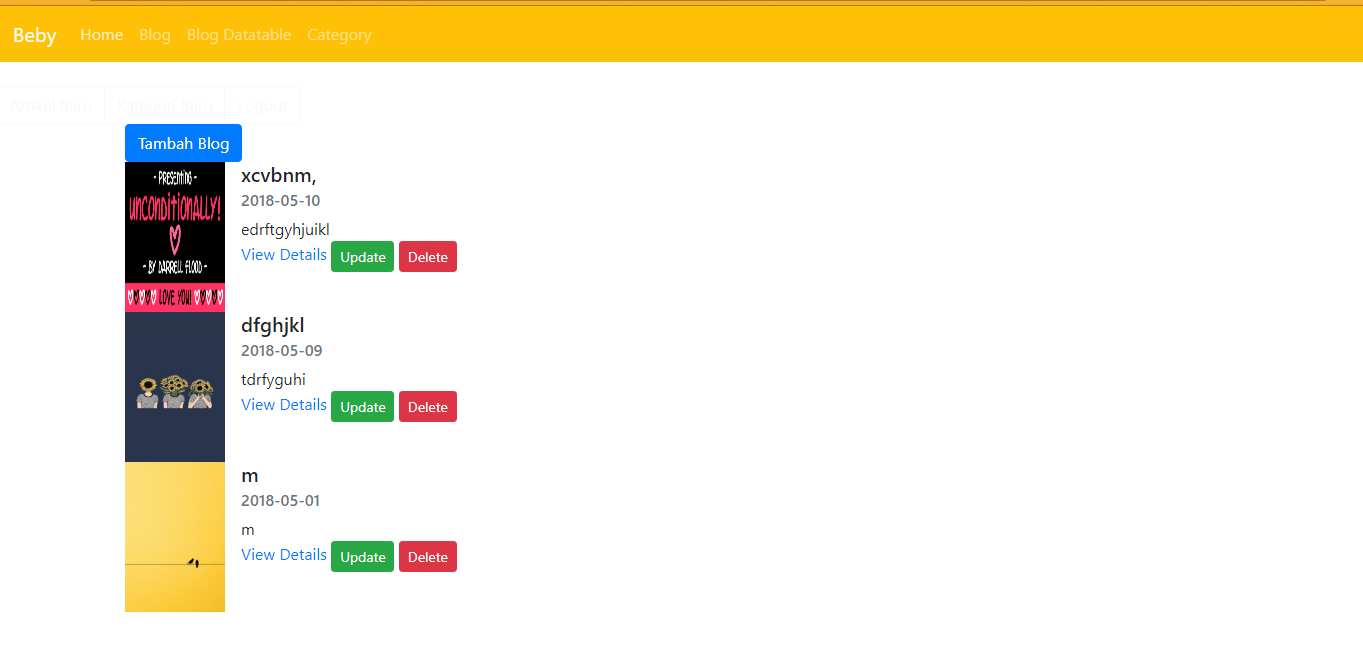 Beby Home Blog Blog Datatable Category
Artikel Baru Kategori Baru Logout
Tambah Blog
- PRESENTING -
UNCONDITIONALLY!
- BY DARRELL FLOOD -
LOVE YOU!
xcvbnm,
2018-05-10
edrftgyhjuikl
View Details Update Delete
dfghjkl
2018-05-09
tdrfyguhi
View Details Update Delete
m
2018-05-01
m
View Details Update Delete